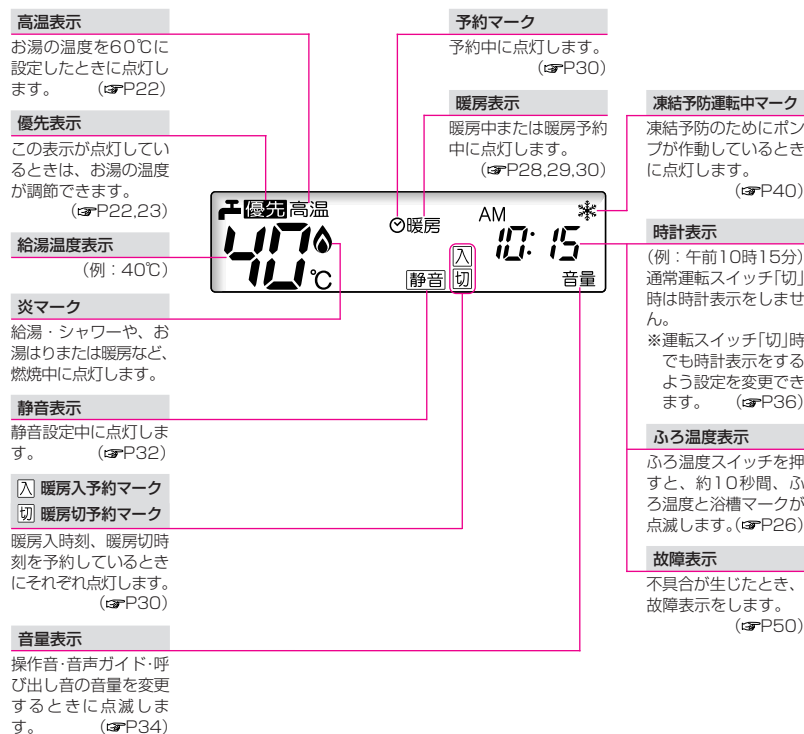 高温表示
お湯の温度を60℃に
設定したときに点灯し
ます。 (☞P22)
優先表示
この表示が点灯してい
るときは、お湯の温度
が調節できます。
(☞P22,23)
給湯温度表示
(例：40℃)
炎マーク
給湯・シャワーや、お
湯はりまたは暖房など、
燃焼中に点灯します。
静音表示
静音設定中に点灯しま
す。 (☞P32)
入 暖房入予約マーク
切 暖房切予約マーク
暖房入時刻、暖房切時
刻を予約しているとき
にそれぞれ点灯します。
(☞P30)
音量表示
操作音・音声ガイド・呼
び出し音の音量を変更
するときに点滅しま
す。 (☞P34)
予約マーク
予約中に点灯します。
(☞P30)
暖房表示
暖房中または暖房予約
中に点灯します。
(☞P28,29,30)
優先 高温
暖房
AM
40℃
10:15
入
静音 切
音量
凍結予防運転中マーク
凍結予防のためにポン
プが作動しているとき
に点灯します。
(☞P40)
時計表示
(例：午前10時15分)
通常運転スイッチ「切」
時は時計表示をしませ
ん。
※運転スイッチ「切」時
でも時計表示をする
よう設定を変更でき
ます。 (☞P36)
ふろ温度表示
ふろ温度スイッチを押
すと、約10秒間、ふ
ろ温度と浴槽マークが
点滅します。(☞P26)
故障表示
不具合が生じたとき、
故障表示をします。
(☞P50)